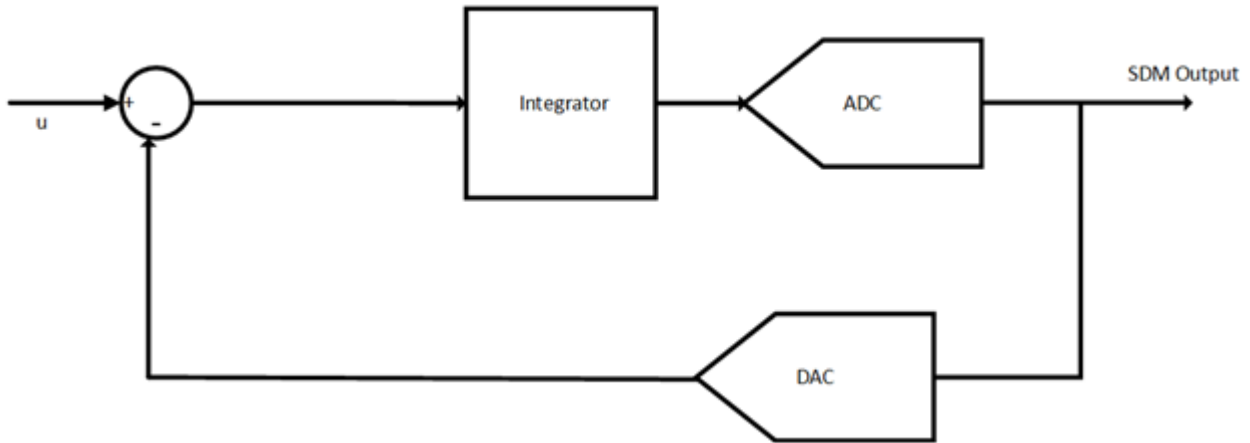 SDM Output
Integrator
ADC
+
u
-
DAC